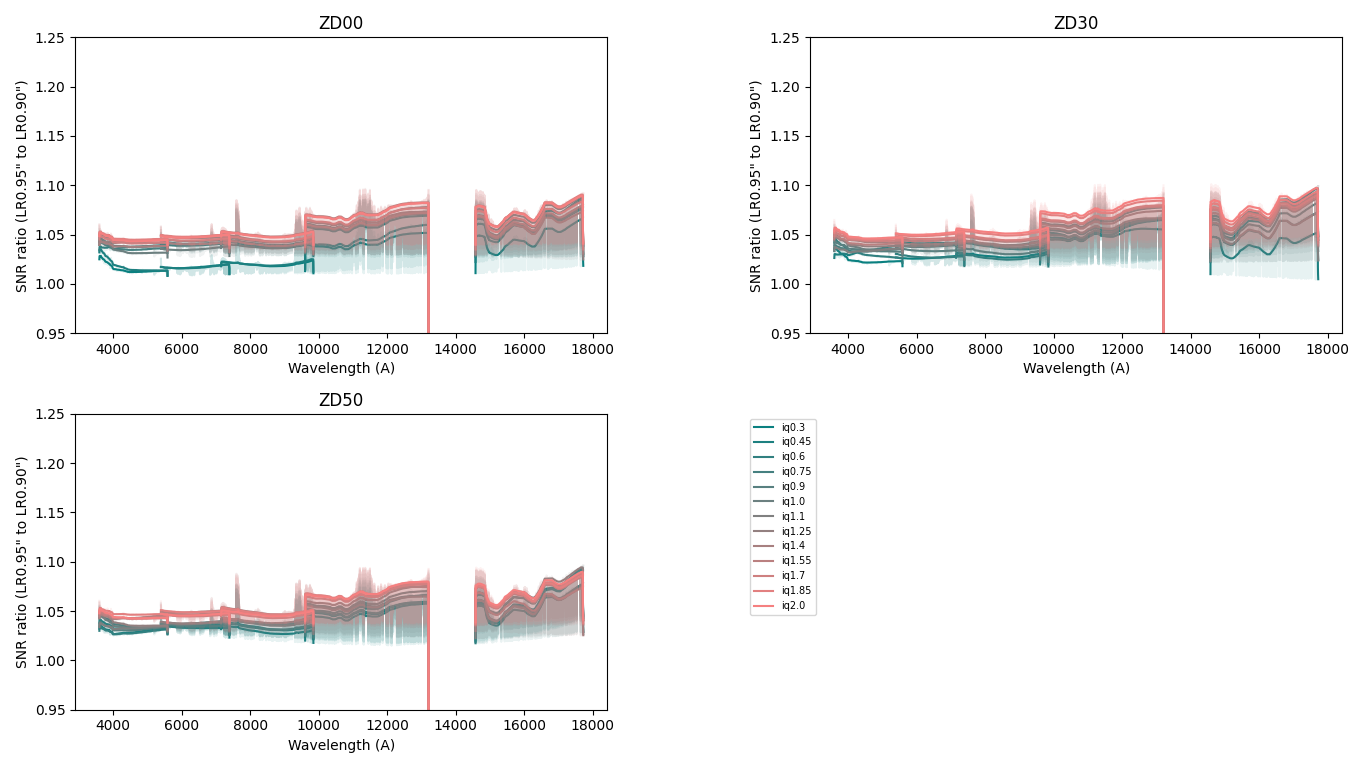 ZD00
SNR ratio (LR0.95" to LR0.90")
1.25
1.20
1.15
1.10
1.05
1.00
0.95
4000 6000 8000 10000 12000 14000 16000 18000
Wavelength (A)
ZD30
SNR ratio (LR0.95" to LR0.90")
1.25
1.20
1.15
1.10
1.05
1.00
0.95
4000 6000 8000 10000 12000 14000 16000 18000
Wavelength (A)
ZD50
SNR ratio (LR0.95" to LR0.90")
1.25
1.20
1.15
1.10
1.05
1.00
0.95
4000 6000 8000 10000 12000 14000 16000 18000
Wavelength (A)
iq0.3
iq0.45
iq0.6
iq0.75
iq0.9
iq1.0
iq1.1
iq1.25
iq1.4
iq1.55
iq1.7
iq1.85
iq2.0